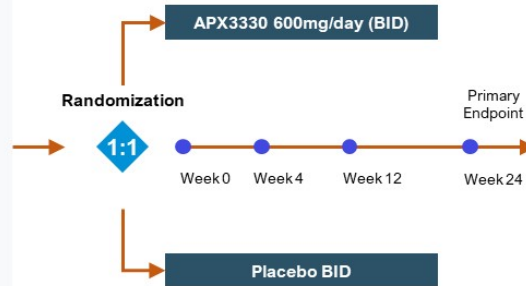 APX3330 600mg/day (BID)
Randomization
Primary
Endpoint
1:1
Week 0
Week 4
Week 12
Week 24
Placebo BID